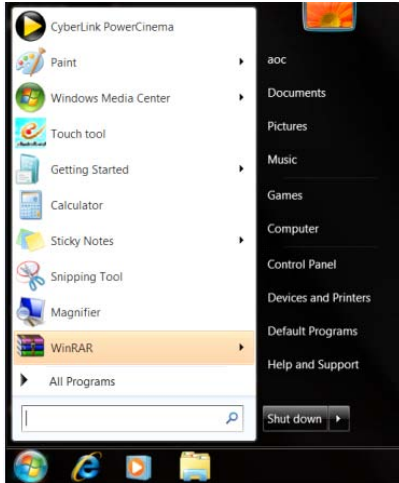 CyberLink PowerCinema
Paint
Windows Media Center
Touch tool
Getting Started
Calculator
Sticky Notes
Snipping Tool
Magnifier
WinRAR
All Programs
aoc
Documents
Pictures
Music
Games
Computer
Control Panel
Devices and Printers
Default Programs
Help and Support
Shut down